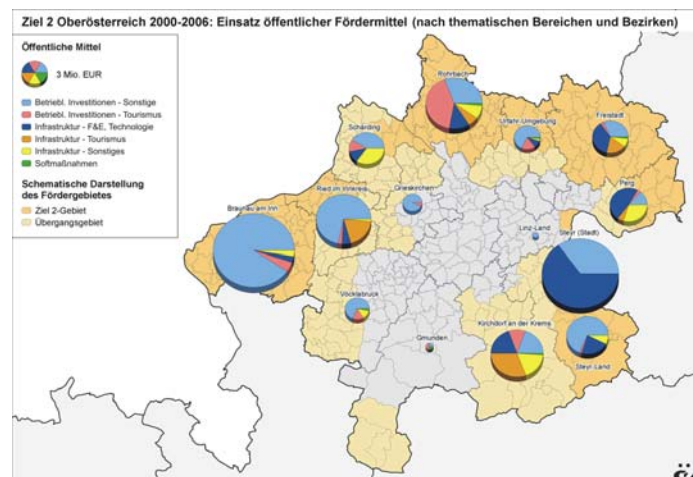 Ziel 2 Oberösterreich 2000-2006: Einsatz öffentlicher Fördermittel (nach thematischen Bereichen und Bezirken)
Öffentliche Mittel
3 Mio. EUR
Betriebl. Investitionen - Sonstige
Betriebl. Investitionen - Tourismus
Infrastruktur - F&E, Technologie
Infrastruktur - Tourismus
Infrastruktur - Sonstiges
Softmaßnahmen
Schematische Darstellung
des Fördergebietes
Ziel 2-Gebiet
Übergangsgebiet
Rohrbach
Freistadt
Urfahr-Umgebung
Schärding
Perg
Ried im Innkreis
Grieskirchen
Braunau am Inn
Linz-Land
Steyr (Stadt)
Vöcklabruck
Kirchdorf an der Krems
Gmunden
Steyr-Land